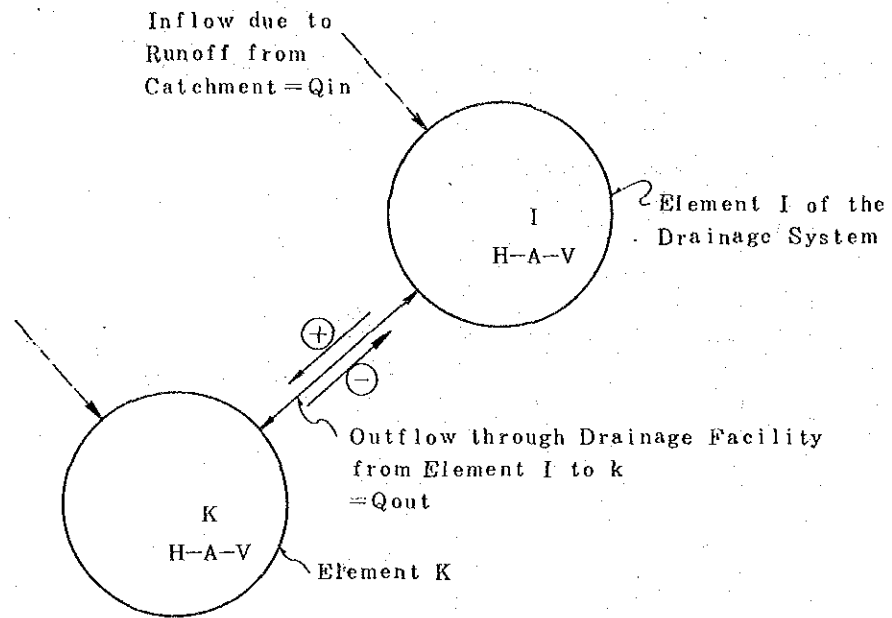 Inflow due to
Runoff from
Catchment=Qin
I
H-A-V
Element I of the
Drainage System
+
-
Outflow through Drainage Facility
from Element I to k
=Qout
K
H-A-V
Element K